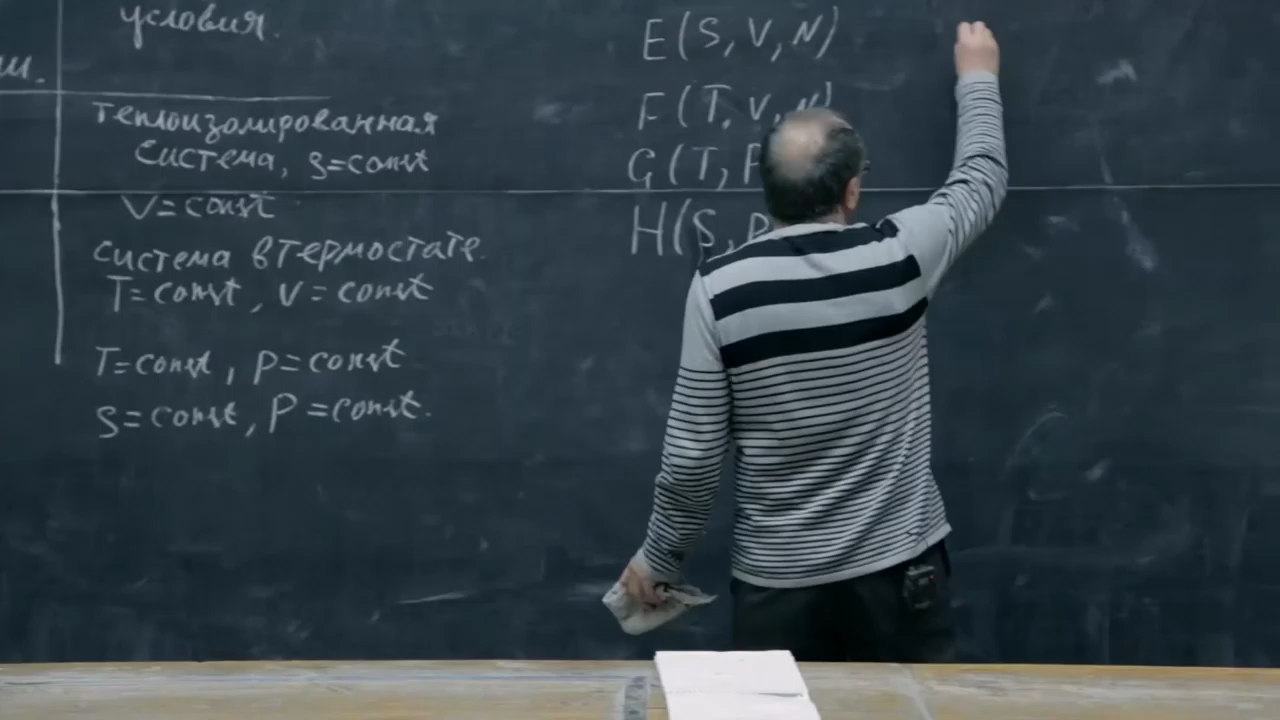 условия.
ш.
теплоизолированная
система, S=const
V=const
система в термостате.
T=const, V=const
T=const, P=const
S=const, P=const.
E(S,V,N)
F(T,V,N)
G(T,P
H(S,P